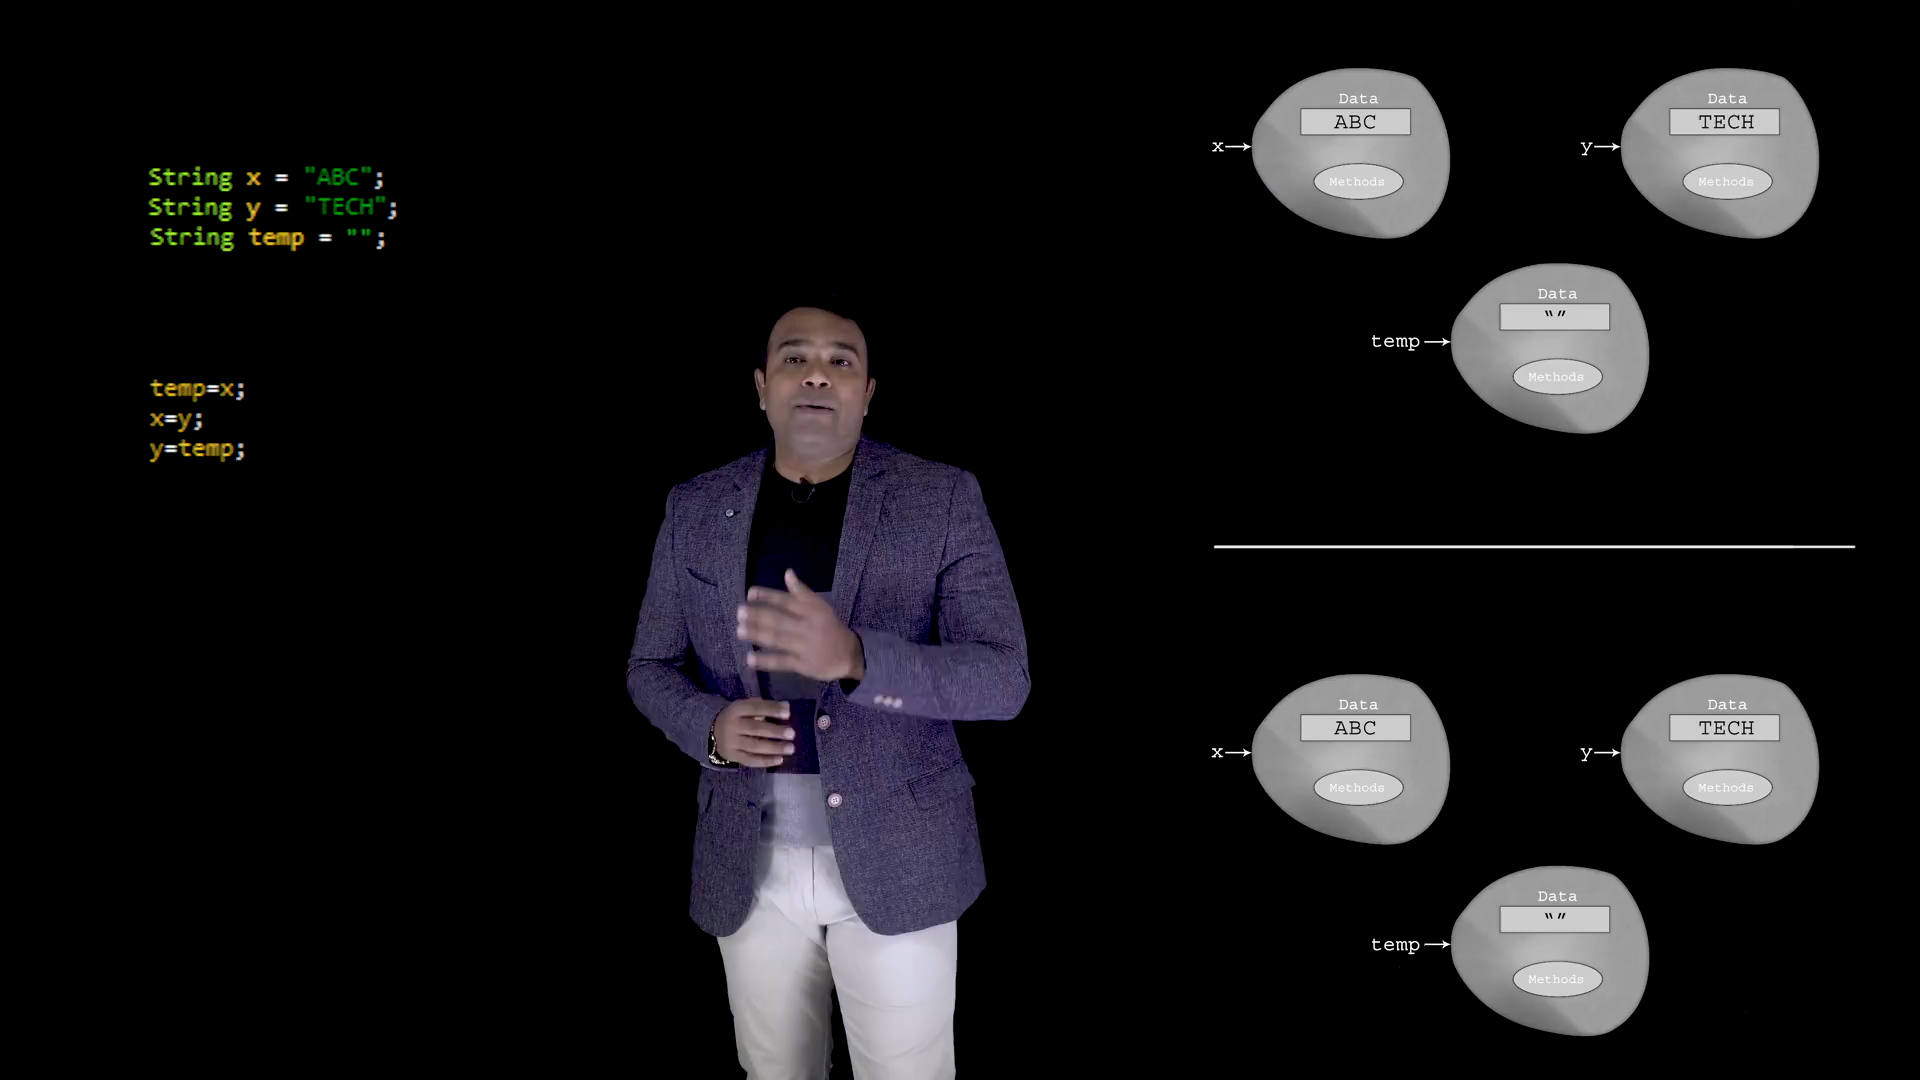 String x = "ABC";
String y = "TECH";
String temp = "";
temp=x;
x=y;
y=temp;
Data
ABC
x
Methods
Data
TECH
y
Methods
Data
“”
temp
Methods
Data
ABC
x
Methods
Data
TECH
y
Methods
Data
“”
temp
Methods